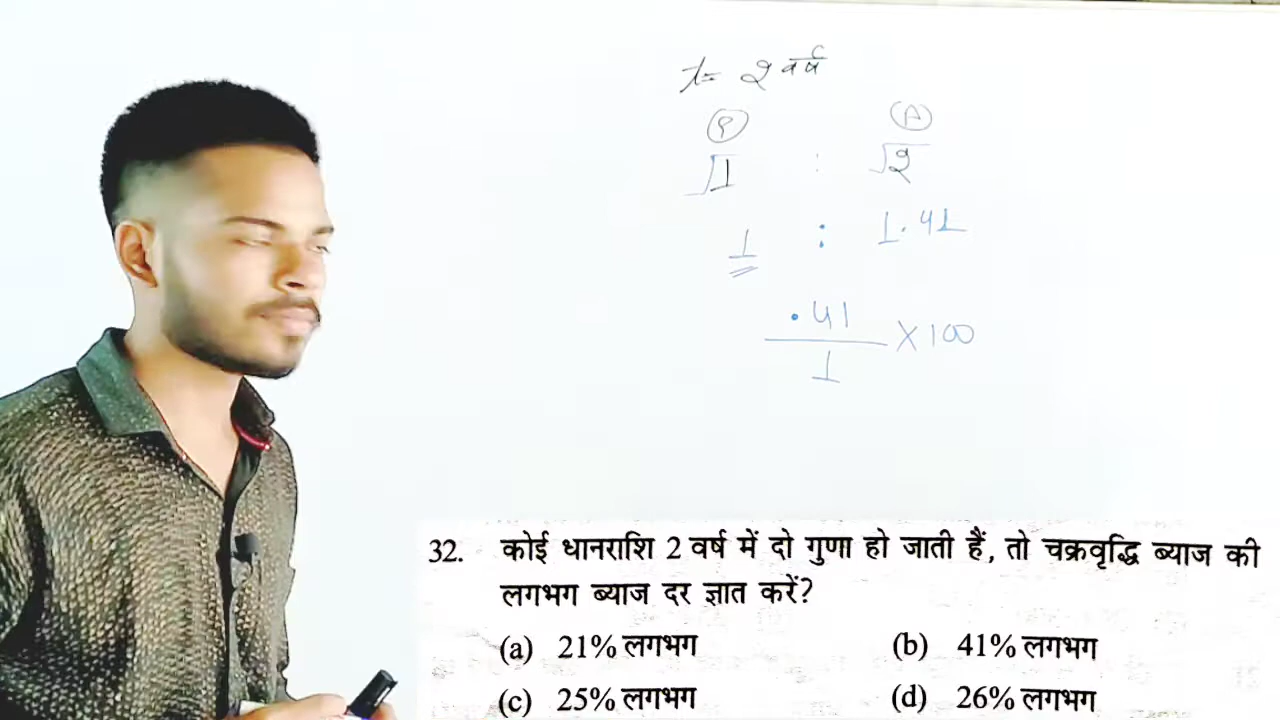 t= 2 वर्ष
P A
√1 : √2
1 : 1.41
.41
1 × 100
32. कोई धानराशि 2 वर्ष में दो गुणा हो जाती हैं, तो चक्रवृद्धि ब्याज की
लगभग ब्याज दर ज्ञात करें?
(a) 21% लगभग (b) 41% लगभग
(c) 25% लगभग (d) 26% लगभग